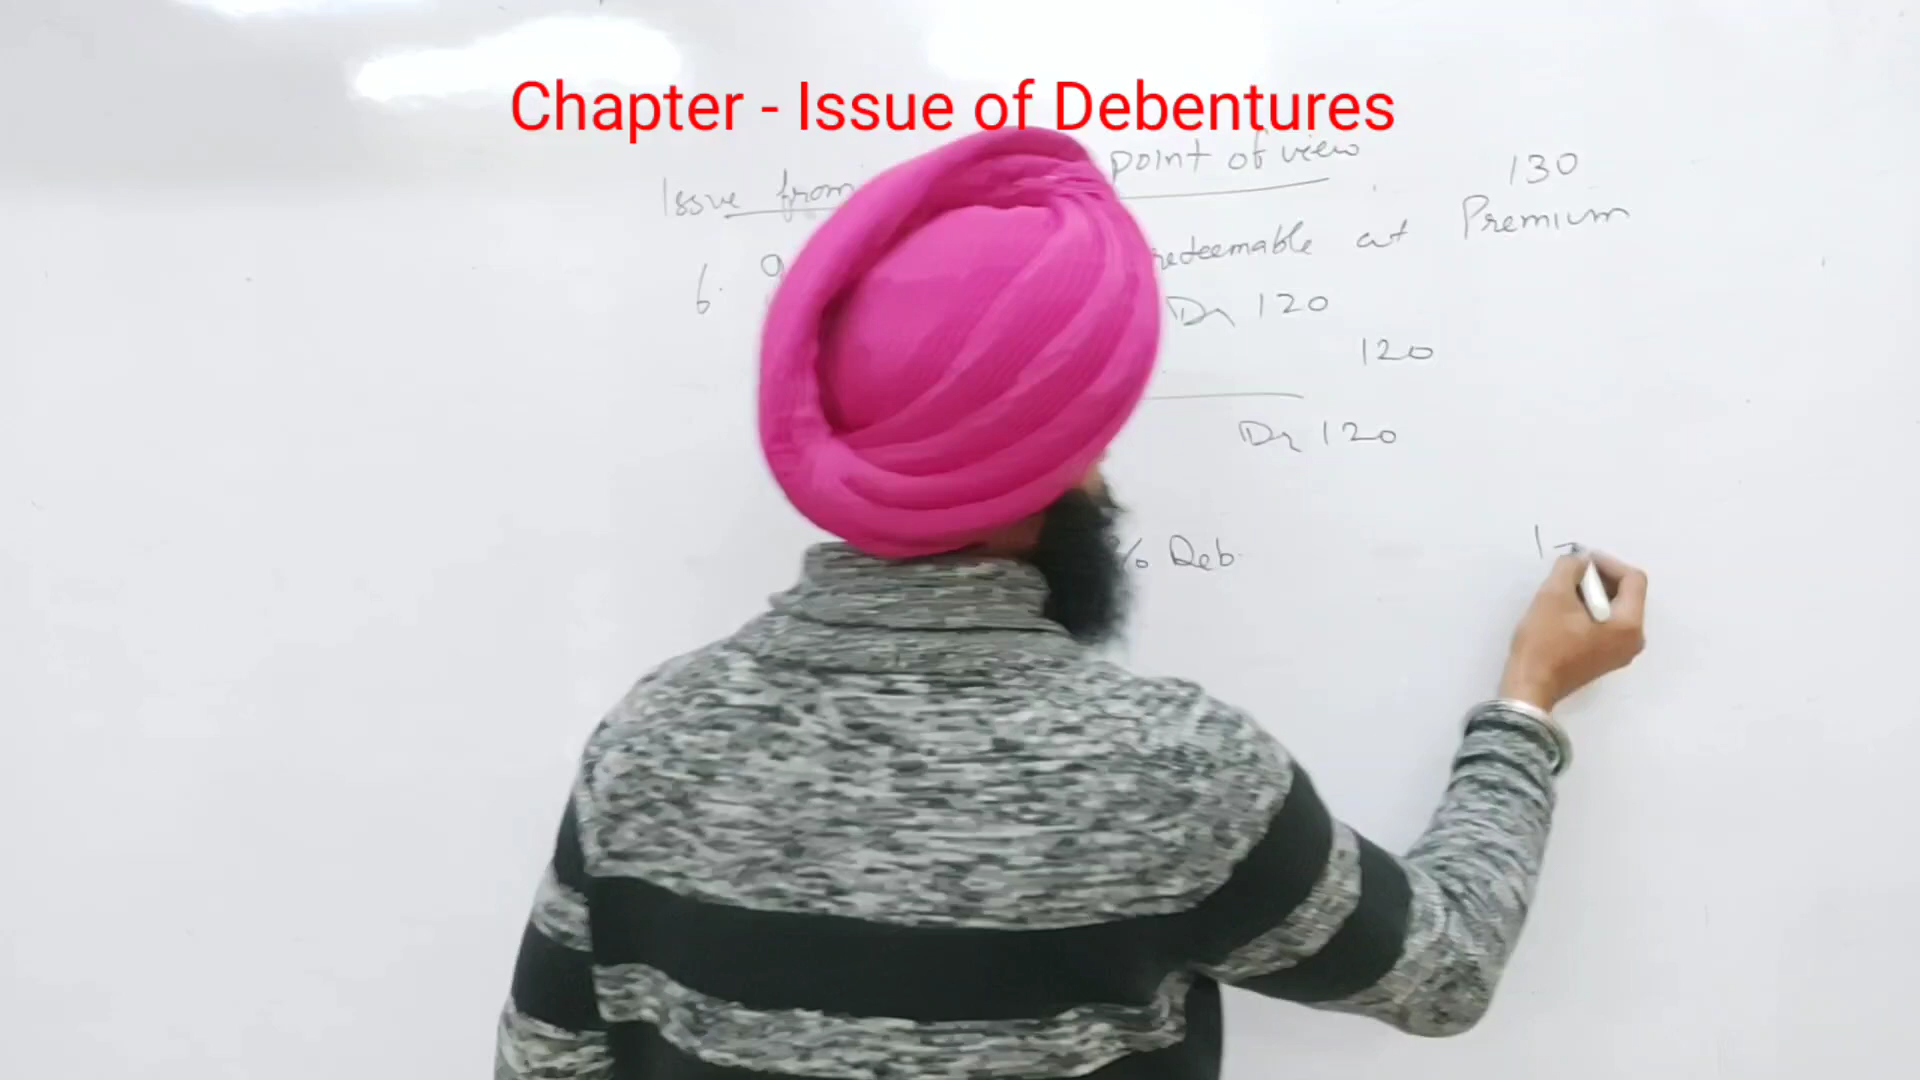 Chapter - Issue of Debentures
Issue from point of view
130
6. redeemable at Premium
Dr 120
120
Dr 120
% Deb.